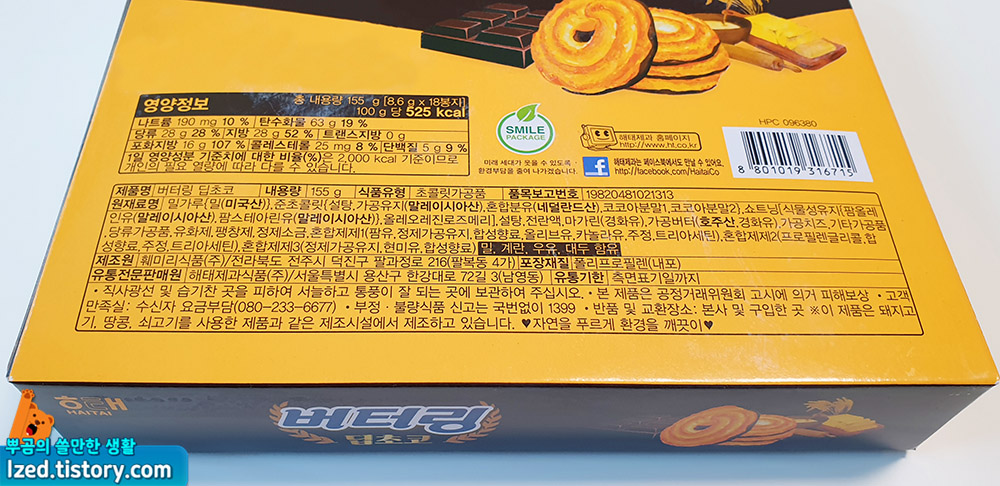 HPC 096380
영양정보
총 내용량 155 g [8.6 g x 18봉지]
100 g 당 525 kcal
나트륨 190 mg 10 % | 탄수화물 63 g 19 %
당류 28 g 28 % | 지방 28 g 52 % | 트랜스지방 0 g
포화지방 16 g 107 % | 콜레스테롤 25 mg 8 % | 단백질 5 g 9 %
1일 영양성분 기준치에 대한 비율(%)은 2,000 kcal 기준이므로
개인의 필요 열량에 따라 다를 수 있습니다.
SMILE
PACKAGE
미래 세대가 웃을 수 있도록
환경부담을 줄여 나가겠습니다.
해태제과 홈페이지
http://www.ht.co.kr
해태제과는 페이스북에서도 만날 수 있어요.
http://facebook.com/HaitaiCo
8 801019 316715
제품명 버터링 딥초코 내용량 155 g 식품유형 초콜릿가공품 품목보고번호 19820481021313
원재료명 밀가루{밀(미국산)},준초콜릿{설탕,가공유지(말레이시아산),혼합분유(네덜란드산),코코아분말1,코코아분말2},쇼트닝{식물성유지[팜올레
인유(말레이시아산),팜스테아린유(말레이시아산)],올레오레진로즈메리},설탕,전란액,마가린(경화유),가공버터(호주산,경화유),가공치즈,기타가공품
당류가공품,유화제,팽창제,정제소금,혼합제제1(팜유,정제가공유지,합성향료,올리브유,카놀라유,주정,트리아세틴),혼합제제2(프로필렌글리콜,합
성향료,주정,트리아세틴),혼합제제3(정제가공유지,현미유,합성향료) 밀, 계란, 우유, 대두 함유
제조원 훼미리식품(주)/전라북도 전주시 덕진구 팔과정로 216(팔복동 4가) 포장재질 폴리프로필렌(내포)
유통전문판매원 해태제과식품(주)/서울특별시 용산구 한강대로 72길 3(남영동) 유통기한 측면표기일까지
• 직사광선 및 습기찬 곳을 피하여 서늘하고 통풍이 잘 되는 곳에 보관하여 주십시오. • 본 제품은 공정거래위원회 고시에 의거 피해보상 • 고객
만족실: 수신자 요금부담(080-233-6677) • 부정 · 불량식품 신고는 국번없이 1399 • 반품 및 교환장소: 본사 및 구입한 곳 ※이 제품은 돼지고
기, 땅콩, 쇠고기를 사용한 제품과 같은 제조시설에서 제조하고 있습니다. ♥자연을 푸르게 환경을 깨끗이♥
해태
HAITAI
버터링
딥초코
뿌곰의 쓸만한 생활
lzed.tistory.com